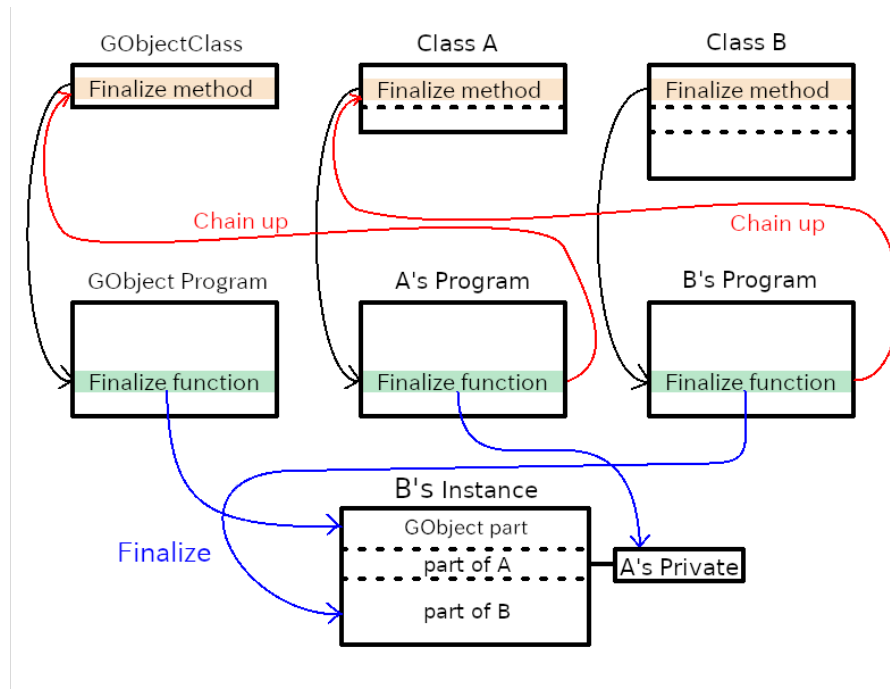 GObjectClass
Class A
Class B
Finalize method
Finalize method
Finalize method
Chain up
Chain up
GObject Program
A's Program
B's Program
Finalize function
Finalize function
Finalize function
B's Instance
GObject part
Finalize
part of A
A's Private
part of B